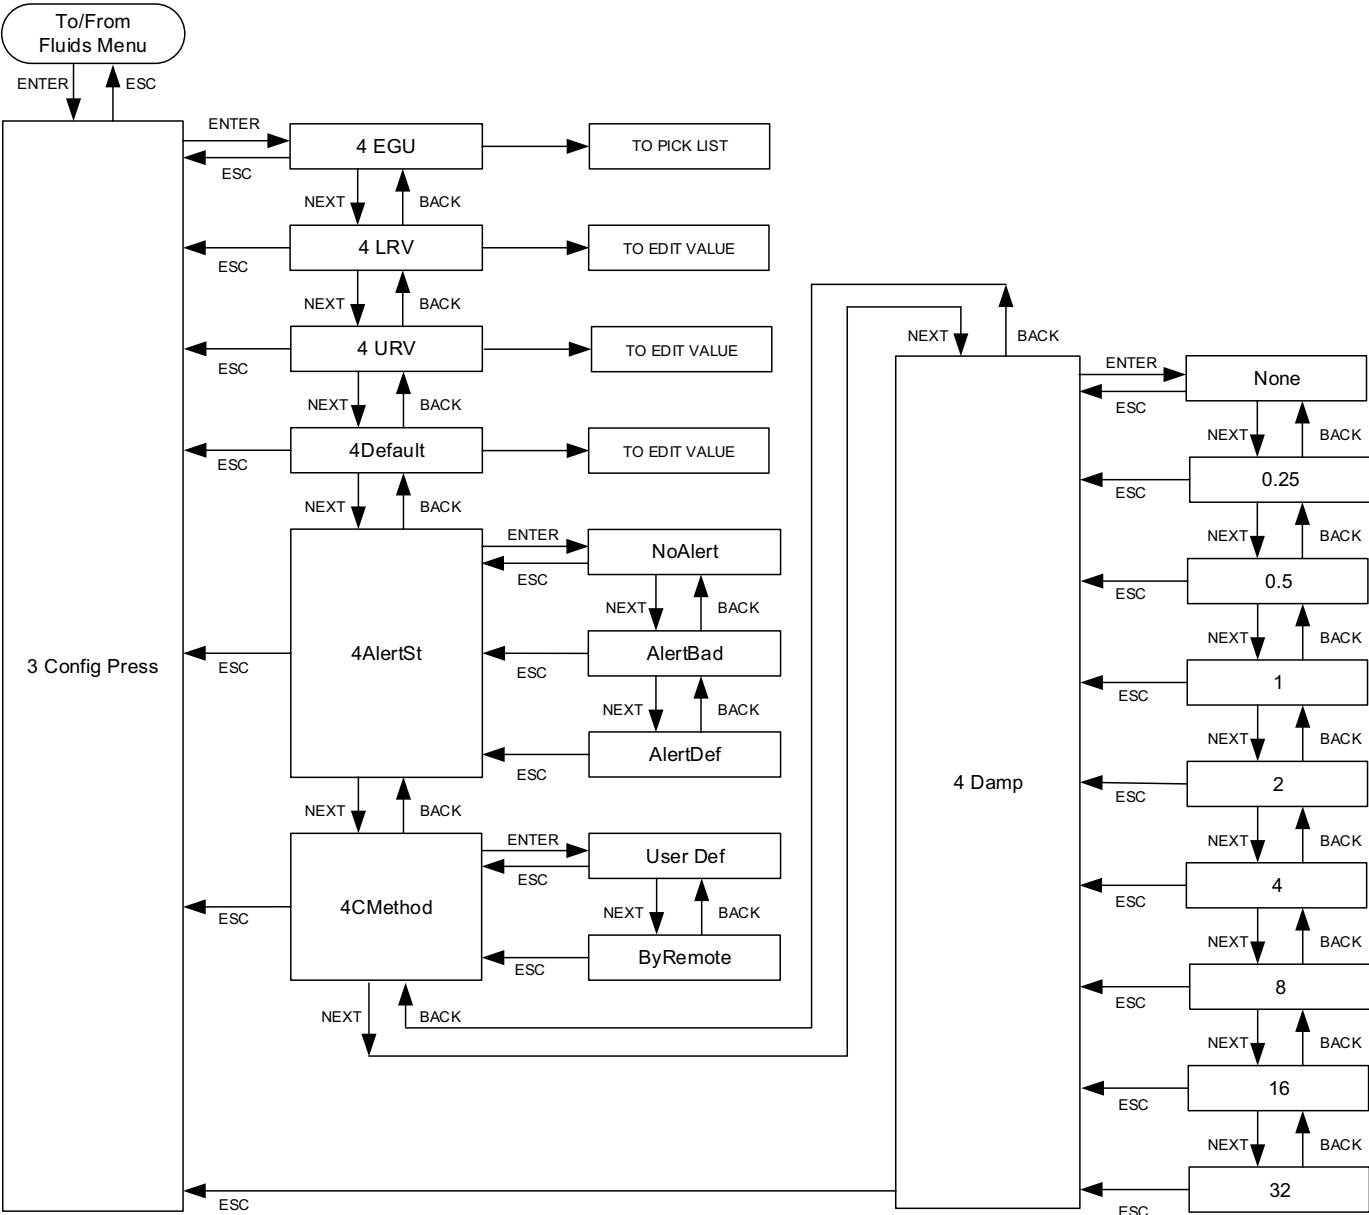 To/From
Fluids Menu
ENTER
ESC
3 Config Press
ENTER
ESC
4 EGU
TO PICK LIST
NEXT
BACK
ESC
4 LRV
TO EDIT VALUE
NEXT
BACK
ESC
4 URV
TO EDIT VALUE
NEXT
BACK
ESC
4Default
TO EDIT VALUE
NEXT
BACK
ESC
4AlertSt
ENTER
ESC
NoAlert
NEXT
BACK
ESC
AlertBad
NEXT
BACK
ESC
AlertDef
NEXT
BACK
ESC
4CMethod
ENTER
ESC
User Def
NEXT
BACK
ESC
ByRemote
NEXT
BACK
NEXT
BACK
4 Damp
ESC
ENTER
ESC
None
NEXT
BACK
ESC
0.25
NEXT
BACK
ESC
0.5
NEXT
BACK
ESC
1
NEXT
BACK
ESC
2
NEXT
BACK
ESC
4
NEXT
BACK
ESC
8
NEXT
BACK
ESC
16
NEXT
BACK
ESC
32